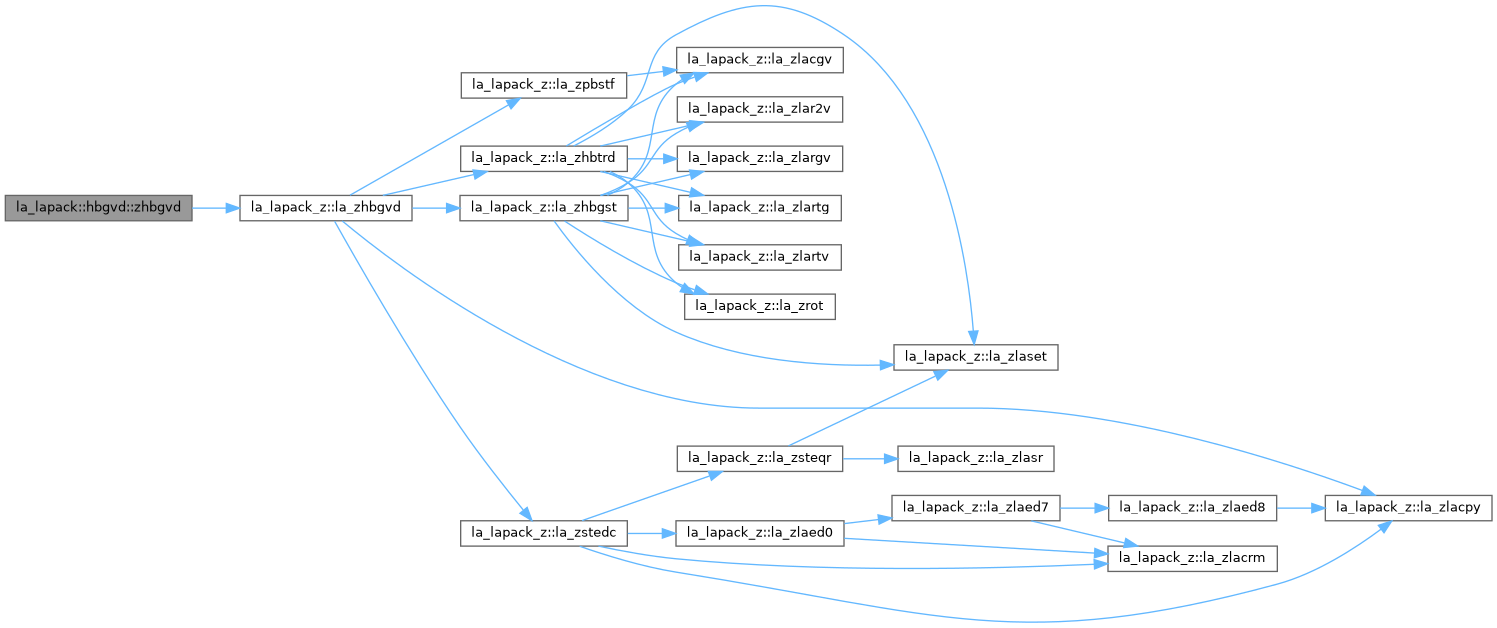 la_lapack::hbgvd::zhbgvd
la_lapack_z::la_zhbgvd
la_lapack_z::la_zpbstf
la_lapack_z::la_zhbtrd
la_lapack_z::la_zhbgst
la_lapack_z::la_zstedc
la_lapack_z::la_zlacgv
la_lapack_z::la_zlar2v
la_lapack_z::la_zlargv
la_lapack_z::la_zlartg
la_lapack_z::la_zlartv
la_lapack_z::la_zrot
la_lapack_z::la_zsteqr
la_lapack_z::la_zlaed0
la_lapack_z::la_zlaset
la_lapack_z::la_zlasr
la_lapack_z::la_zlaed7
la_lapack_z::la_zlaed8
la_lapack_z::la_zlacrm
la_lapack_z::la_zlacpy